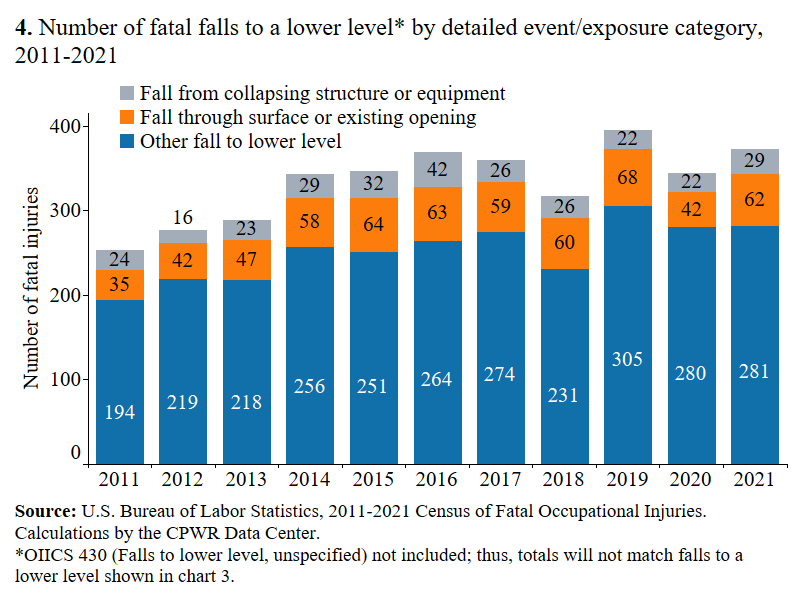 4. Number of fatal falls to a lower level* by detailed event/exposure category,
2011-2021
Fall from collapsing structure or equipment
Fall through surface or existing opening
Other fall to lower level
Number of fatal injuries
400
300
200
100
0
24 16 23 29 32 42 26 26 22 22 29
35 42 47 58 64 63 59 60 68 42 62
194 219 218 256 251 264 274 231 305 280 281
2011 2012 2013 2014 2015 2016 2017 2018 2019 2020 2021
Source: U.S. Bureau of Labor Statistics, 2011-2021 Census of Fatal Occupational Injuries.
Calculations by the CPWR Data Center.
*OIICS 430 (Falls to lower level, unspecified) not included; thus, totals will not match falls to a
lower level shown in chart 3.